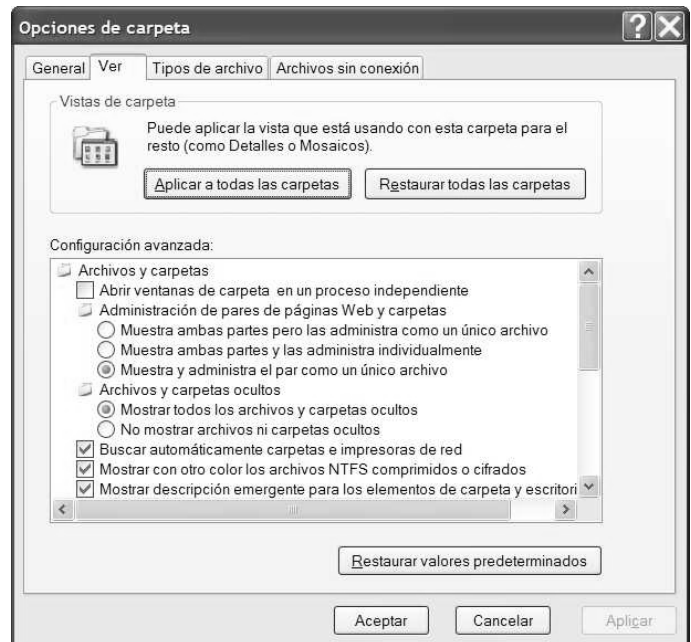 Opciones de carpeta
General Ver Tipos de archivo Archivos sin conexión
Vistas de carpeta
Puede aplicar la vista que está usando con esta carpeta para el
resto (como Detalles o Mosaicos).
Aplicar a todas las carpetas Restaurar todas las carpetas
Configuración avanzada:
Archivos y carpetas
Abrir ventanas de carpeta en un proceso independiente
Administración de pares de páginas Web y carpetas
Muestra ambas partes pero las administra como un único archivo
Muestra ambas partes y las administra individualmente
Muestra y administra el par como un único archivo
Archivos y carpetas ocultos
Mostrar todos los archivos y carpetas ocultos
No mostrar archivos ni carpetas ocultos
Buscar automáticamente carpetas e impresoras de red
Mostrar con otro color los archivos NTFS comprimidos o cifrados
Mostrar descripción emergente para los elementos de carpeta y escritori
Restaurar valores predeterminados
Aceptar Cancelar Aplicar